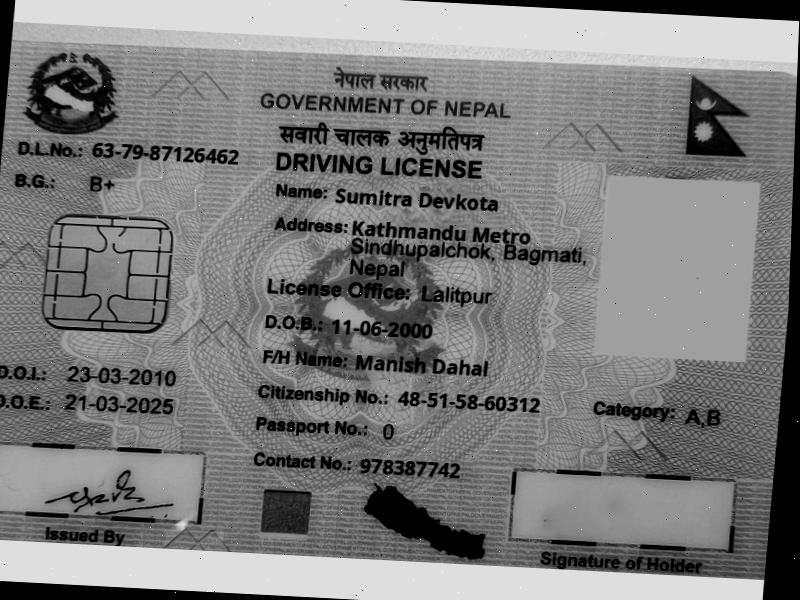 नेपाल सरकार
GOVERNMENT OF NEPAL
सवारी चालक अनुमतिपत्र
DRIVING LICENSE
D.L.No.: 63-79-87126462
B.G.: B+
Name: Sumitra Devkota
Address: Kathmandu Metro
Sindhupalchok, Bagmati,
Nepal
License Office: Lalitpur
D.O.B.: 11-06-2000
F/H Name: Manish Dahal
D.O.I.: 23-03-2010
D.O.E.: 21-03-2025
Citizenship No.: 48-51-58-60312
Category: A,B
Passport No.: 0
Contact No.: 978387742
Issued By
Signature of Holder